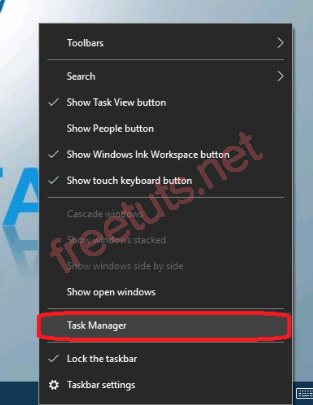 Toolbars
Search
Show Task View button
Show People button
Show Windows Ink Workspace button
Show touch keyboard button
Cascade windows
Show windows stacked
Show windows side by side
Show open windows
Task Manager
Lock the taskbar
Taskbar settings
freetuts.net